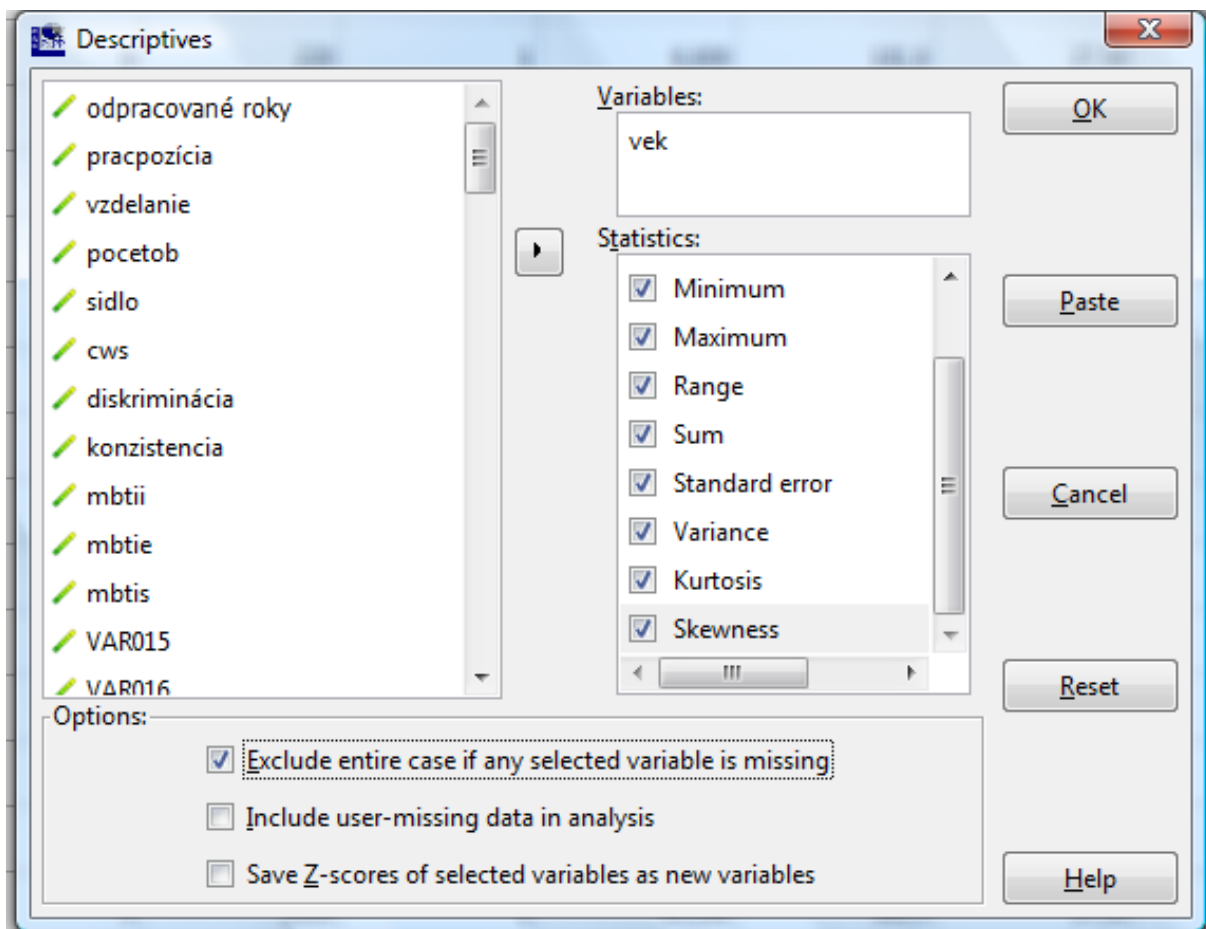 Descriptives
odpracované roky
pracpozícia
vzdelanie
pocetob
sidlo
cws
diskriminácia
konzistencia
mbtii
mbtie
mbtis
VAR015
VAR016
Variables:
vek
Statistics:
Minimum
Maximum
Range
Sum
Standard error
Variance
Kurtosis
Skewness
OK
Paste
Cancel
Reset
Help
Options:
Exclude entire case if any selected variable is missing
Include user-missing data in analysis
Save Z-scores of selected variables as new variables